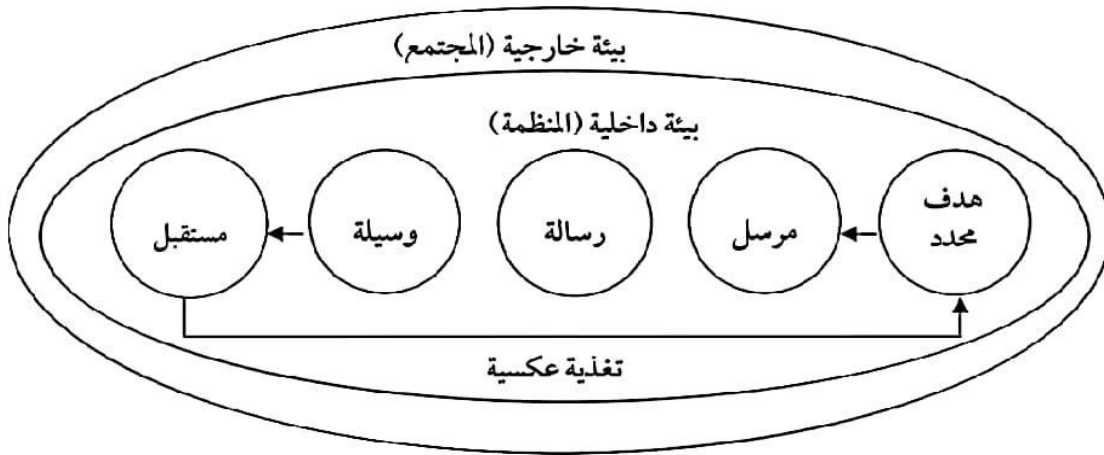 بيئة خارجية (المجتمع)
بيئة داخلية (المنظمة)
هدف
محدد
مرسل
رسالة
وسيلة
مستقبل
تغذية عكسية